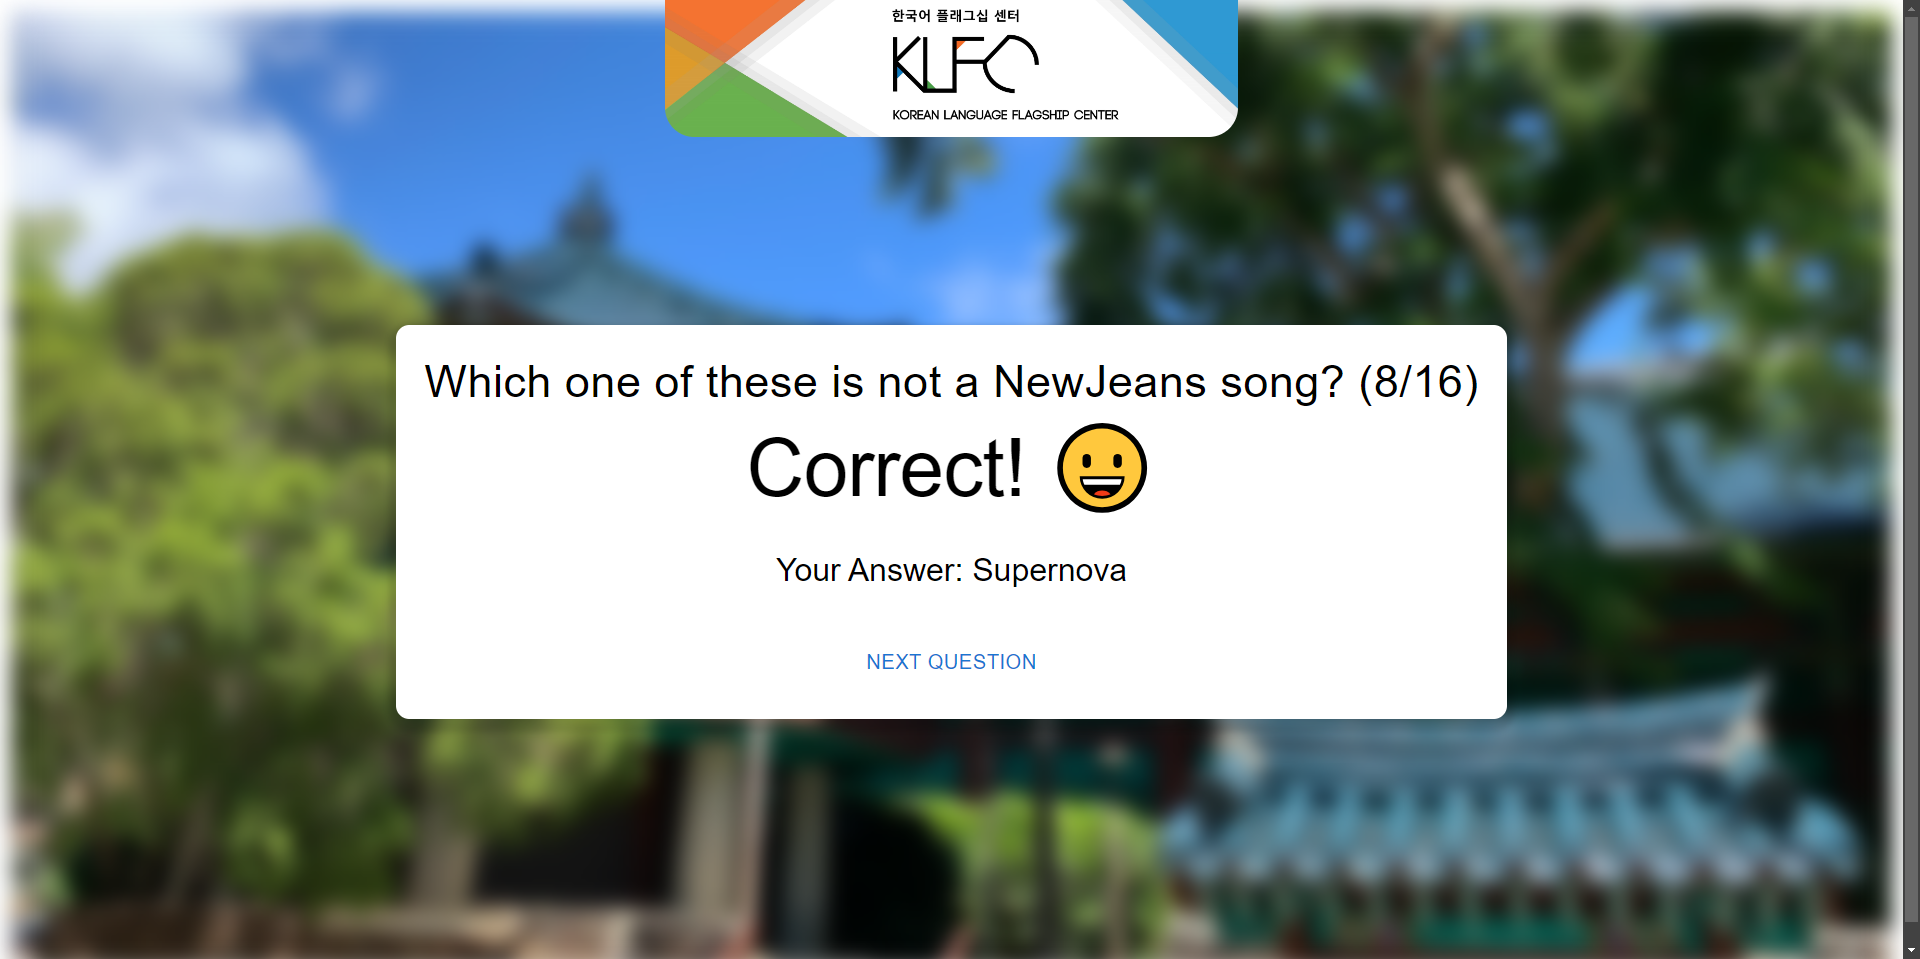 한국어 플래그십 센터
KLFC
KOREAN LANGUAGE FLAGSHIP CENTER
Which one of these is not a NewJeans song? (8/16)
Correct! 😀
Your Answer: Supernova
NEXT QUESTION